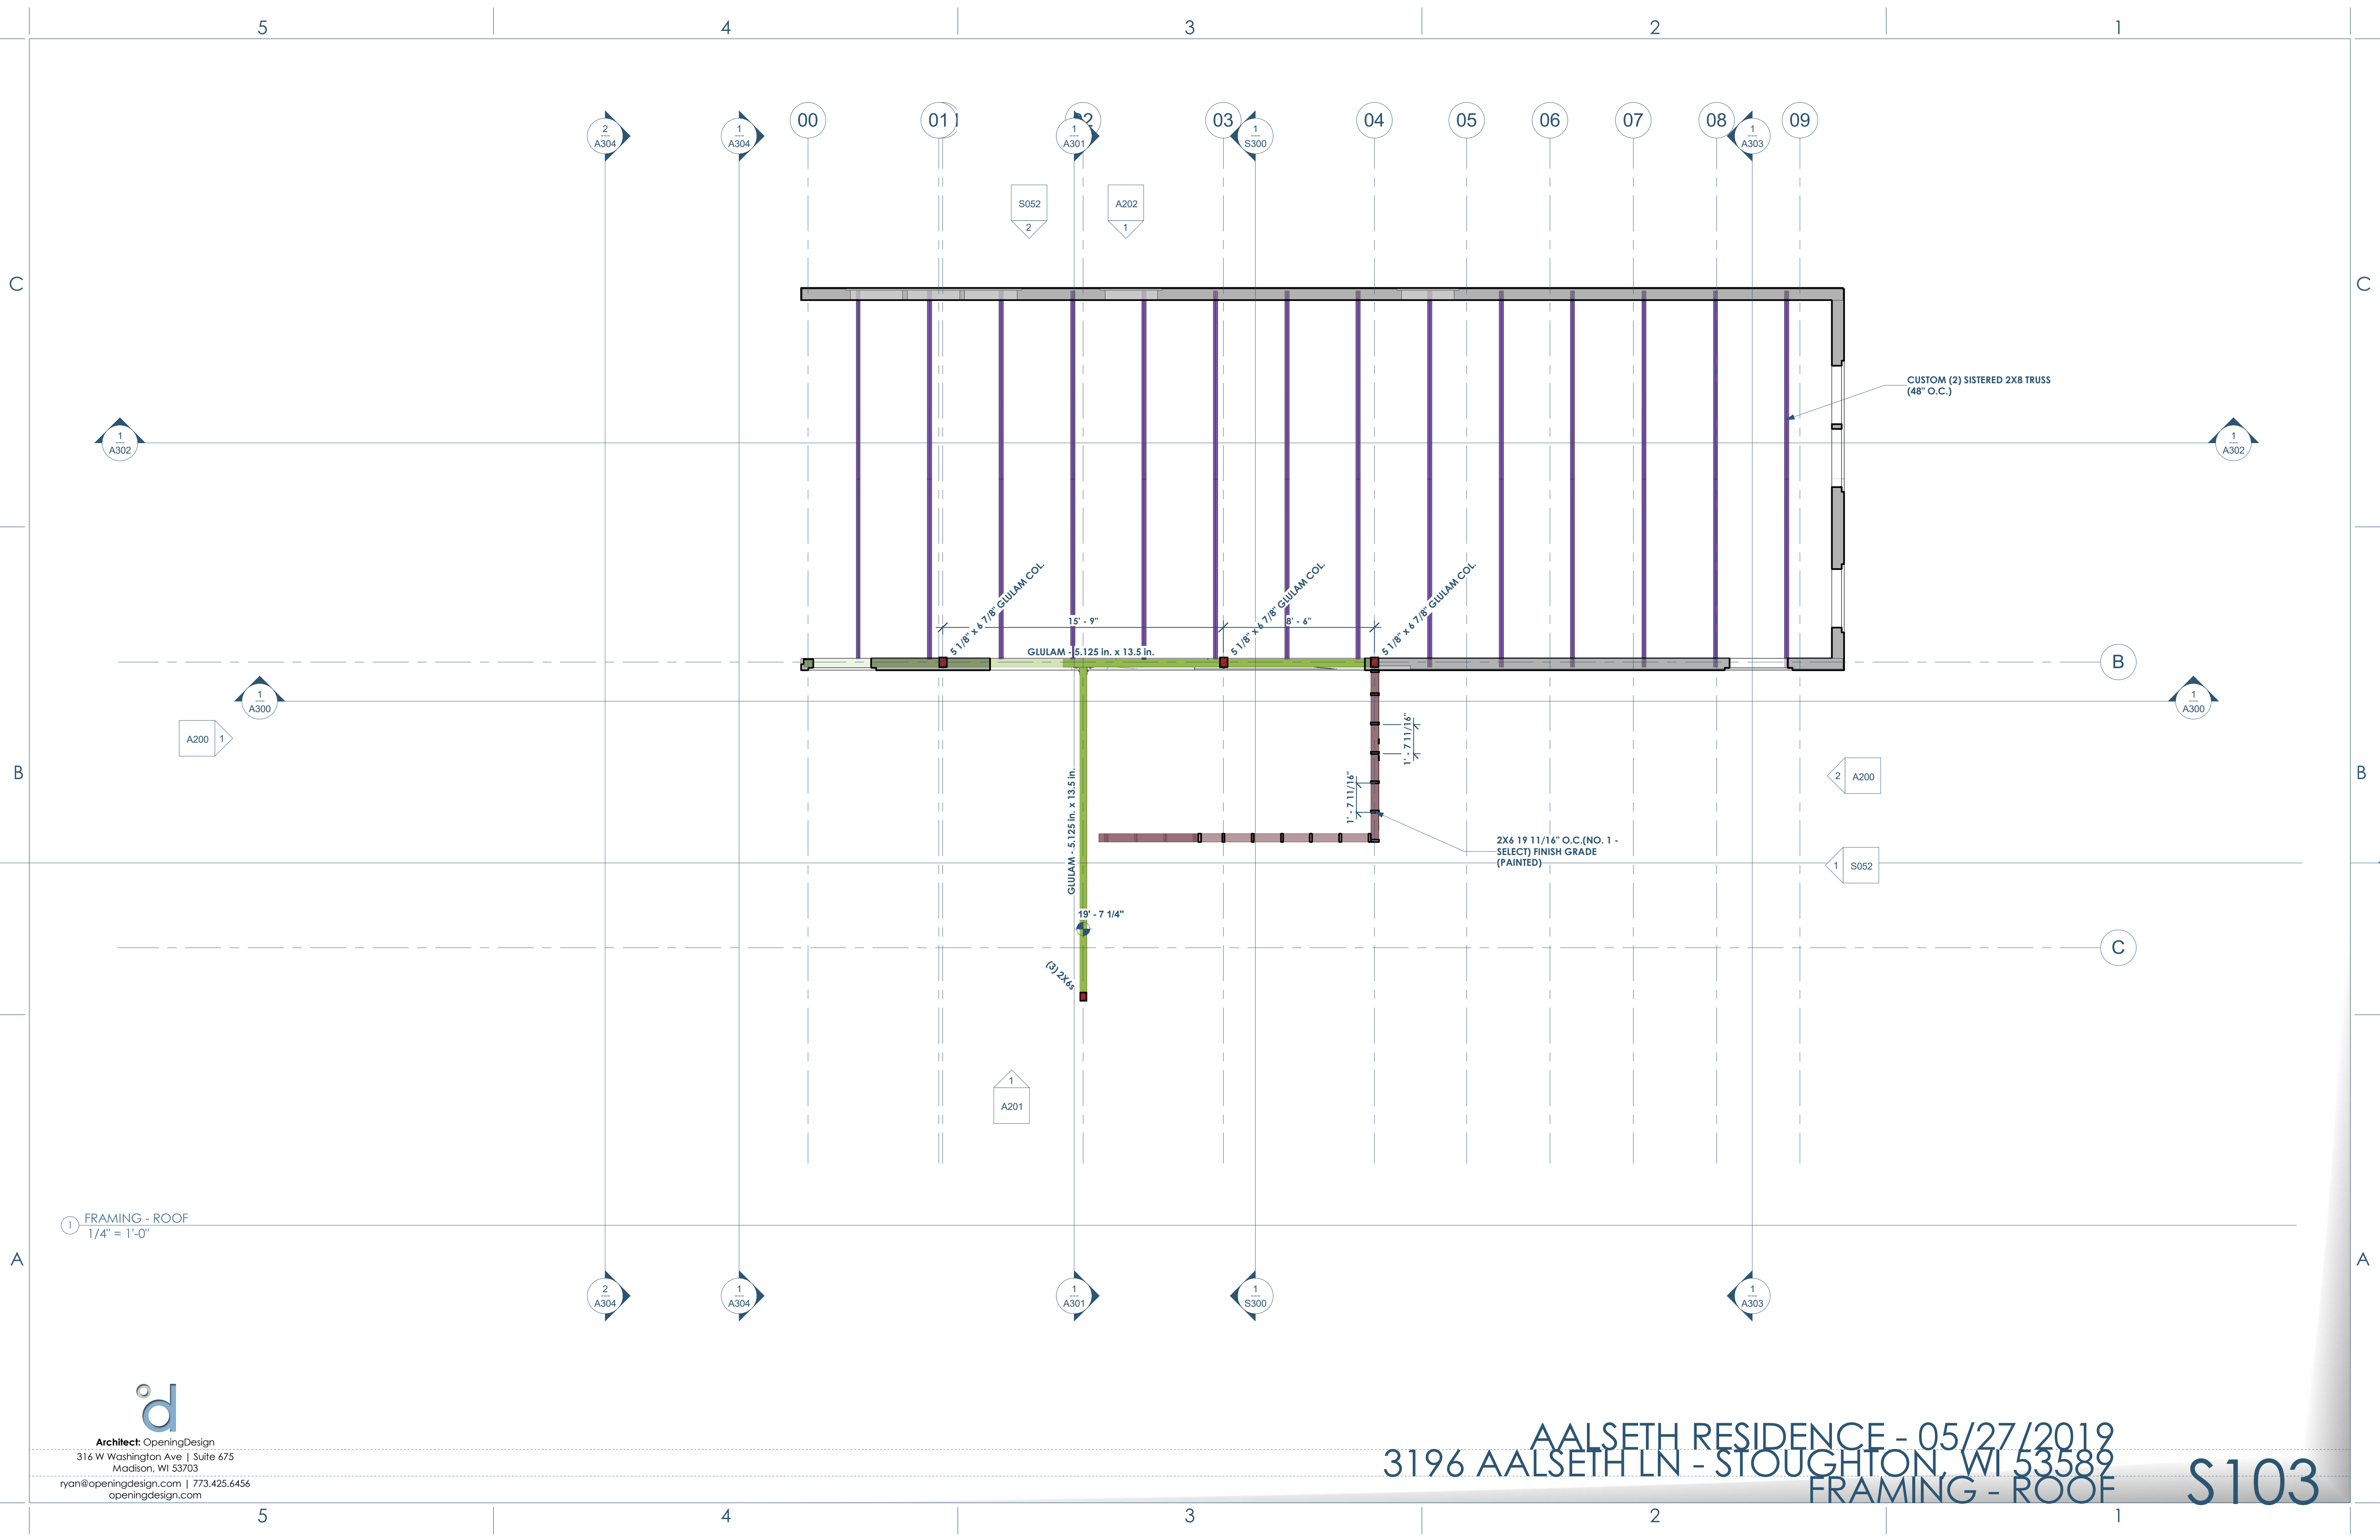 5 4 3 2 1
00 01 03 04 05 06 07 08 09
2 --- A304
1 --- A304
1 --- A301
1 --- S300
1 --- A303
S052
2
A202
1
C
C
CUSTOM (2) SISTERED 2X8 TRUSS
(48" O.C.)
1 --- A302
1 --- A302
5 1/8" x 6 7/8" GLULAM COL.
5 1/8" x 6 7/8" GLULAM COL.
5 1/8" x 6 7/8" GLULAM COL.
15' - 9"
8' - 6"
GLULAM - 5.125 in. x 13.5 in.
B
1 --- A300
1 --- A300
A200 1
1' - 7 11/16"
B
B
2 A200
GLULAM - 5.125 in. x 13.5 in.
1' - 7 11/16"
2X6 19 11/16" O.C.(NO. 1 -
SELECT) FINISH GRADE
(PAINTED)
1 S052
19' - 7 1/4"
C
(3) 2X6s
1
A201
1
FRAMING - ROOF
1/4" = 1'-0"
A
A
2 --- A304
1 --- A304
1 --- A301
1 --- S300
1 --- A303
Architect: OpeningDesign
316 W Washington Ave | Suite 675
Madison, WI 53703
ryan@openingdesign.com | 773.425.6456
openingdesign.com
AALSETH RESIDENCE - 05/27/2019
3196 AALSETH LN - STOUGHTON, WI 53589
FRAMING - ROOF
S103
5 4 3 2 1